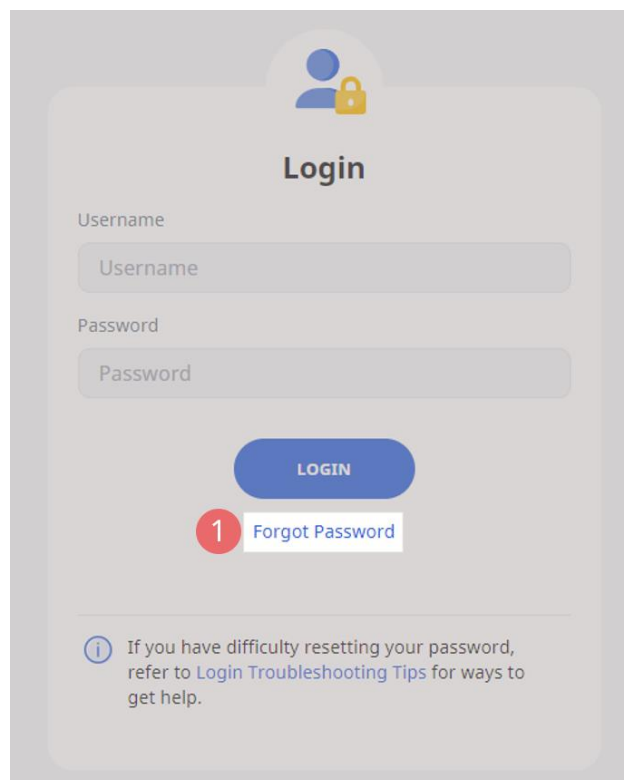 Login
Username
Username
Password
Password
LOGIN
1
Forgot Password
If you have difficulty resetting your password,
refer to Login Troubleshooting Tips for ways to
get help.